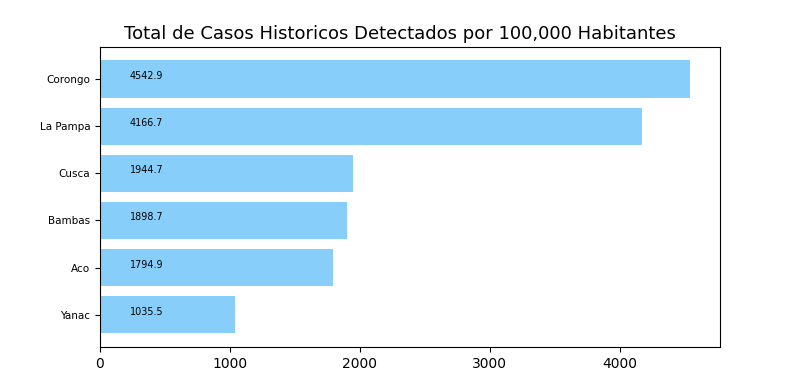 Total de Casos Historicos Detectados por 100,000 Habitantes
Corongo 4542.9
La Pampa 4166.7
Cusca 1944.7
Bambas 1898.7
Aco 1794.9
Yanac 1035.5
0 1000 2000 3000 4000